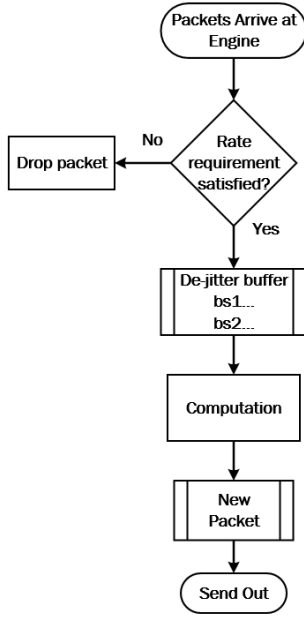 Packets Arrive at
Engine
No
Rate
requirement
satisfied?
Drop packet
Yes
De-jitter buffer
bs1...
bs2...
Computation
New
Packet
Send Out